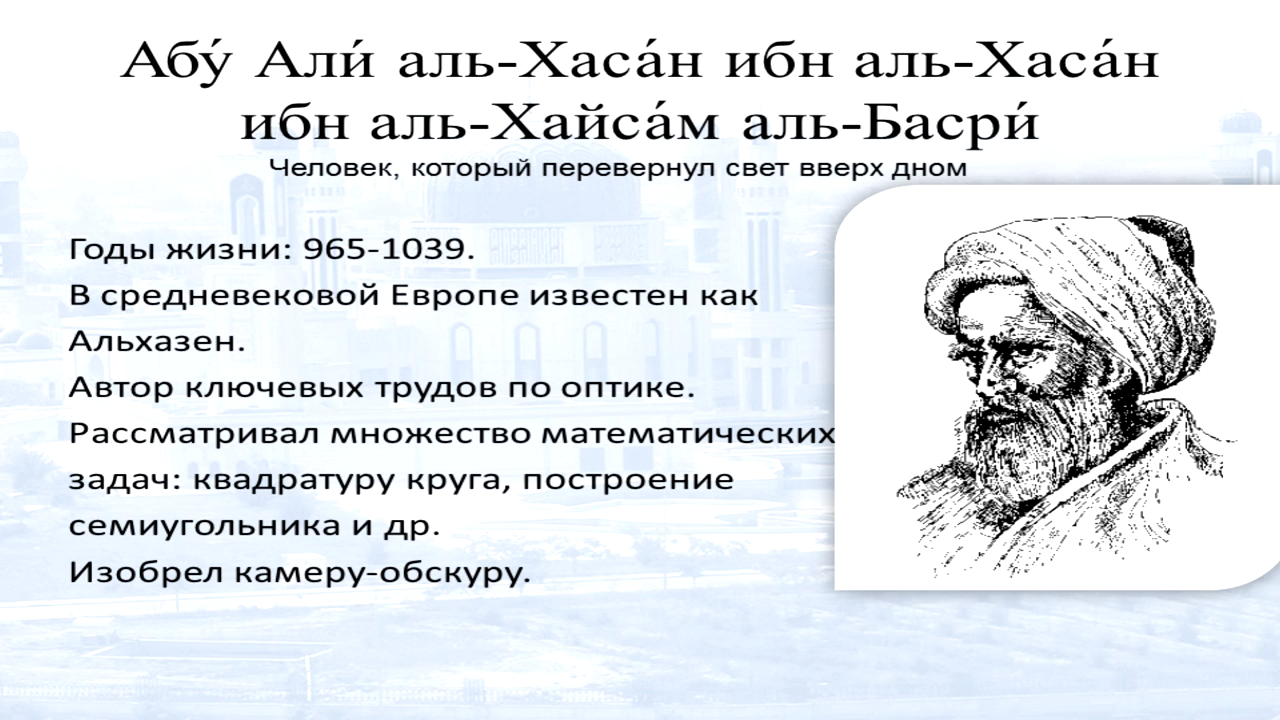 Абу́ Али́ аль-Хаса́н ибн аль-Хаса́н
ибн аль-Хайса́м аль-Басри́
Человек, который перевернул свет вверх дном
Годы жизни: 965-1039.
В средневековой Европе известен как
Альхазен.
Автор ключевых трудов по оптике.
Рассматривал множество математических
задач: квадратуру круга, построение
семиугольника и др.
Изобрел камеру-обскуру.